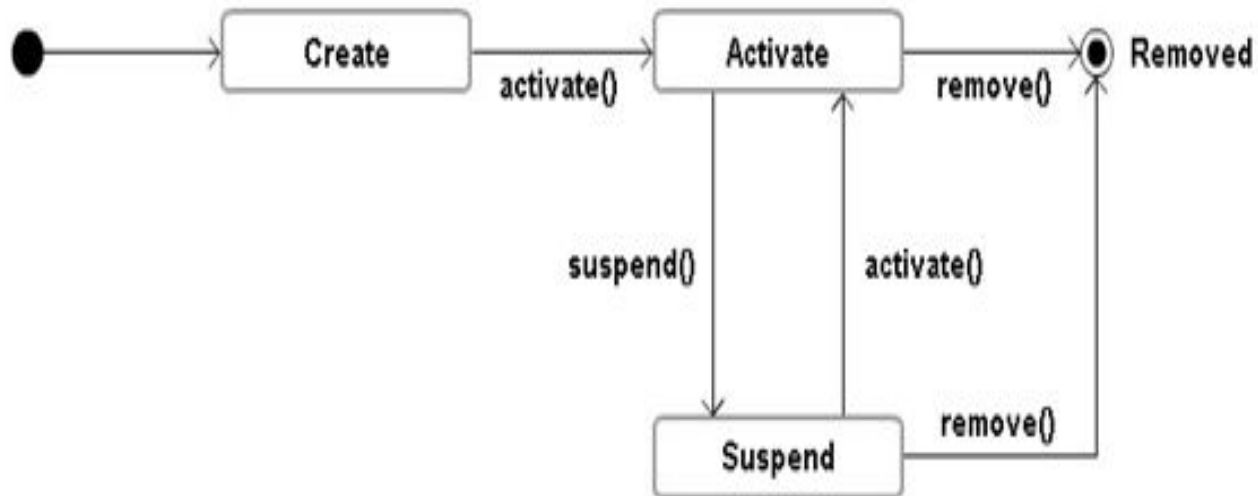 Create
activate()
Activate
remove()
Removed
suspend()
activate()
remove()
Suspend